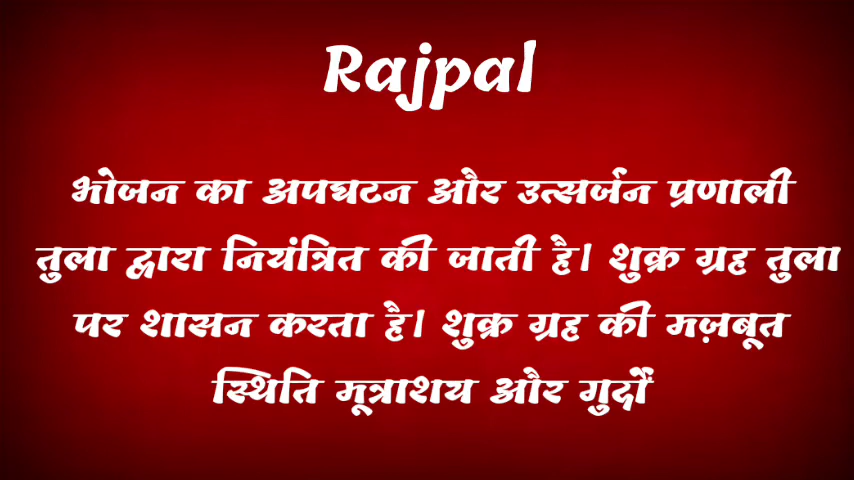 Rajpal
भोजन का अपघटन और उत्सर्जन प्रणाली
तुला द्वारा नियंत्रित की जाती है। शुक्र ग्रह तुला
पर शासन करता है। शुक्र ग्रह की मज़बूत
स्थिति मूत्राशय और गुर्दों